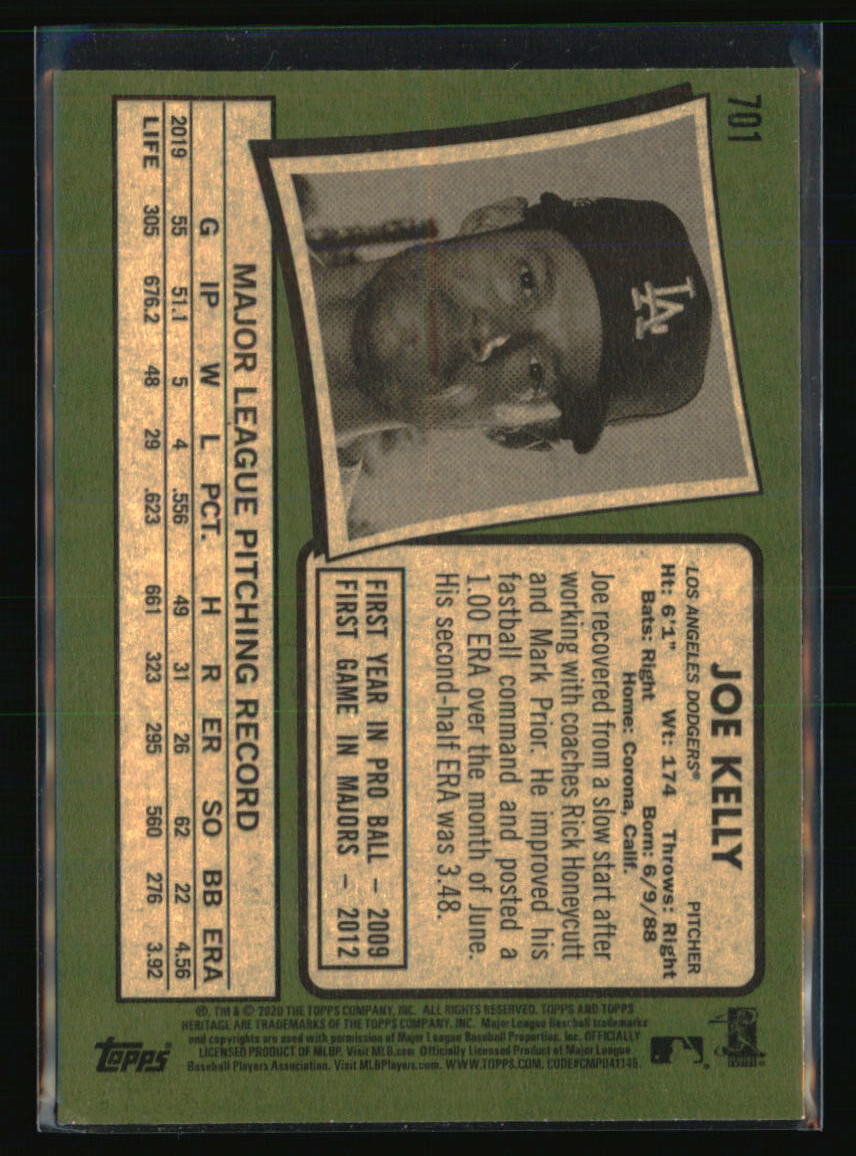 701
LA
JOE KELLY
LOS ANGELES DODGERS® PITCHER
Ht: 6'1" Wt: 174 Throws: Right
Bats: Right Born: 6/9/88
Home: Corona, Calif.
Joe recovered from a slow start after
working with coaches Rick Honeycutt
and Mark Prior. He improved his
fastball command and posted a
1.00 ERA over the month of June.
His second-half ERA was 3.48.
FIRST YEAR IN PRO BALL – 2009
FIRST GAME IN MAJORS – 2012
MAJOR LEAGUE PITCHING RECORD
G IP W L PCT. H R ER SO BB ERA
2019 55 51.1 5 4 .556 49 31 26 62 22 4.56
LIFE 305 676.2 48 29 .623 661 323 295 560 276 3.92
®, TM & © 2020 THE TOPPS COMPANY, INC. ALL RIGHTS RESERVED. TOPPS AND TOPPS
HERITAGE ARE TRADEMARKS OF THE TOPPS COMPANY, INC. Major League Baseball trademarks
and copyrights are used with permission of Major League Baseball Properties, Inc. OFFICIALLY
LICENSED PRODUCT OF MLBP. Visit MLB.com Officially Licensed Product of Major League
Baseball Players Association. Visit MLBPlayers.com. WWW.TOPPS.COM. CODE#CMP041146.
Topps®